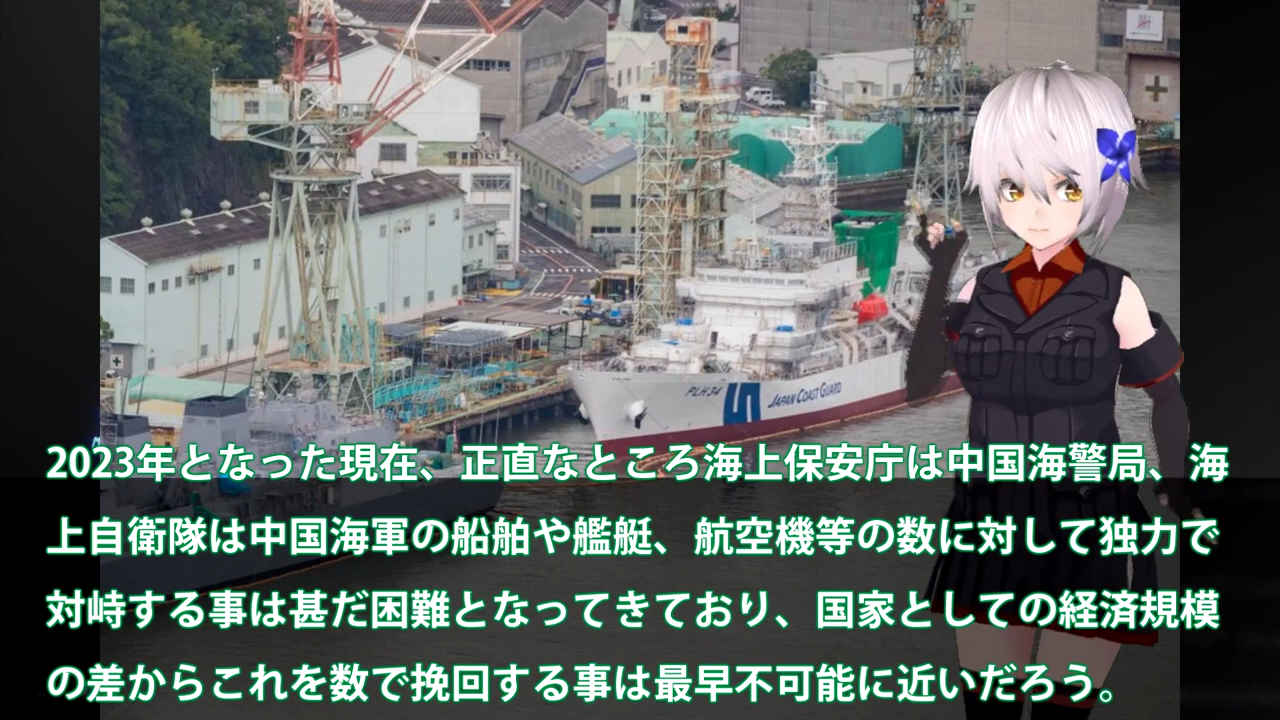 PLH34 JAPAN COAST GUARD
2023年となった現在、正直なところ海上保安庁は中国海警局、海
上自衛隊は中国海軍の船舶や艦艇、航空機等の数に対して独力で
対峙する事は甚だ困難となってきており、国家としての経済規模
の差からこれを数で挽回する事は最早不可能に近いだろう。